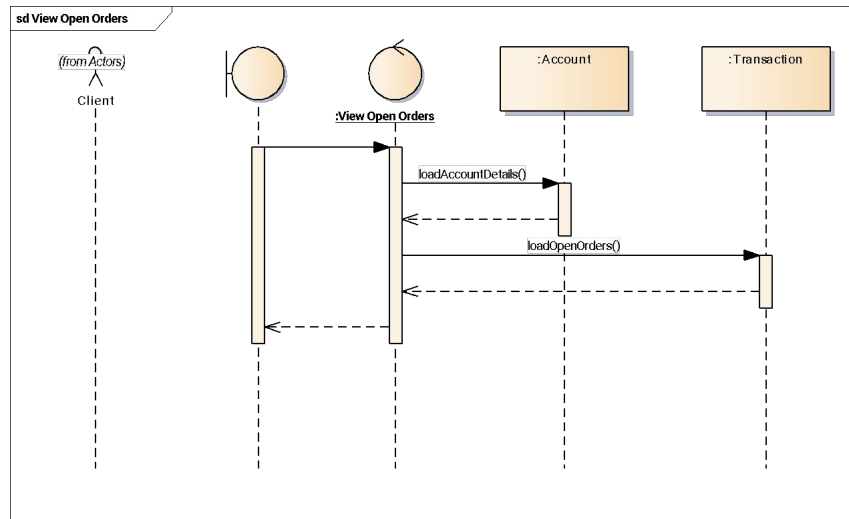 sd View Open Orders
(from Actors)
Client
:View Open Orders
:Account
:Transaction
loadAccountDetails()
loadOpenOrders()